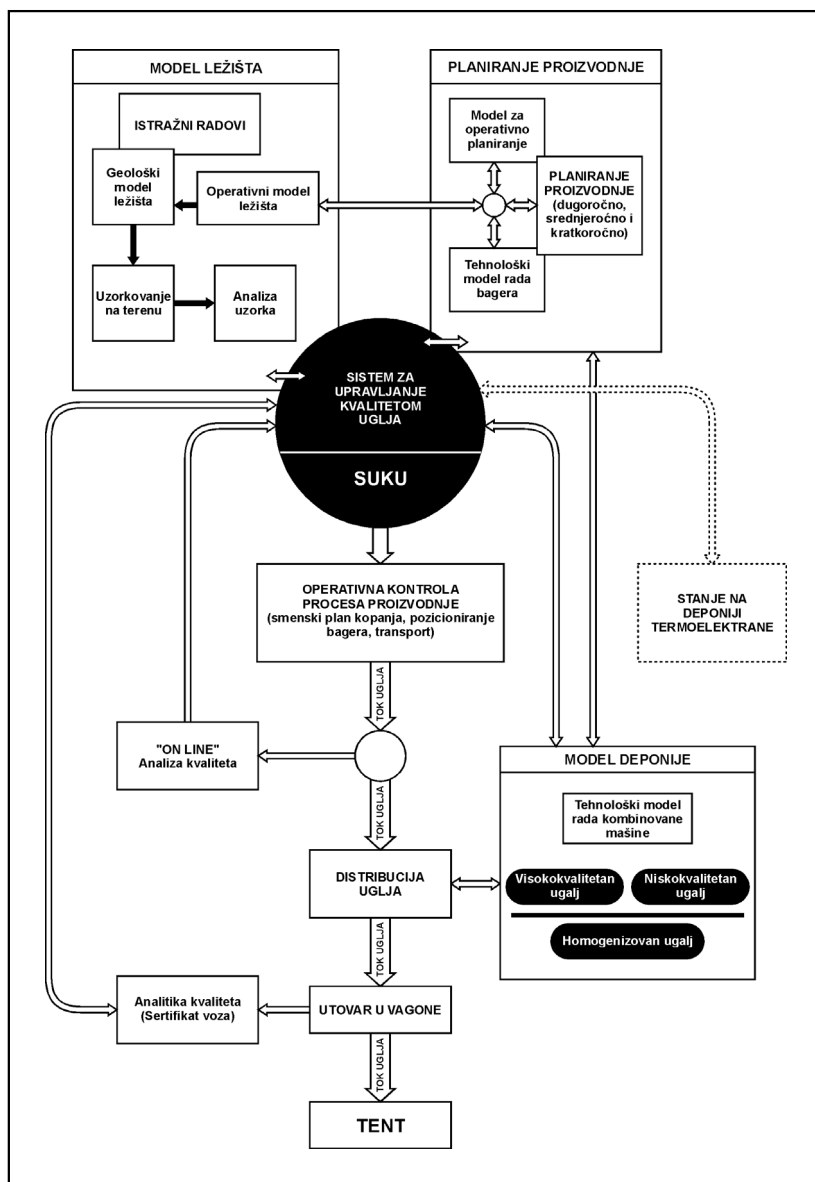 MODEL LEŽIŠTA
ISTRAŽNI RADOVI
Geološki
model
ležišta
Operativni model
ležišta
Uzorkovanje
na terenu
Analiza
uzorka
PLANIRANJE PROIZVODNJE
Model za
operativno
planiranje
PLANIRANJE
PROIZVODNJE
(dugoročno,
srednjeročno i
kratkoročno)
Tehnološki
model rada
bagera
SISTEM ZA
UPRAVLJANJE
KVALITETOM
UGLJA
SUKU
OPERATIVNA KONTROLA
PROCESA PROIZVODNJE
(smenski plan kopanja, pozicioniranje
bagera, transport)
STANJE NA
DEPONIJI
TERMOELEKTRANE
TOK UGLJA
"ON LINE"
Analiza kvaliteta
TOK UGLJA
MODEL DEPONIJE
Tehnološki model
rada kombinovane
mašine
Visokokvalitetan
ugalj
Niskokvalitetan
ugalj
Homogenizovan ugalj
DISTRIBUCIJA
UGLJA
TOK UGLJA
Analitika kvaliteta
(Sertifikat voza)
UTOVAR U VAGONE
TOK UGLJA
TENT